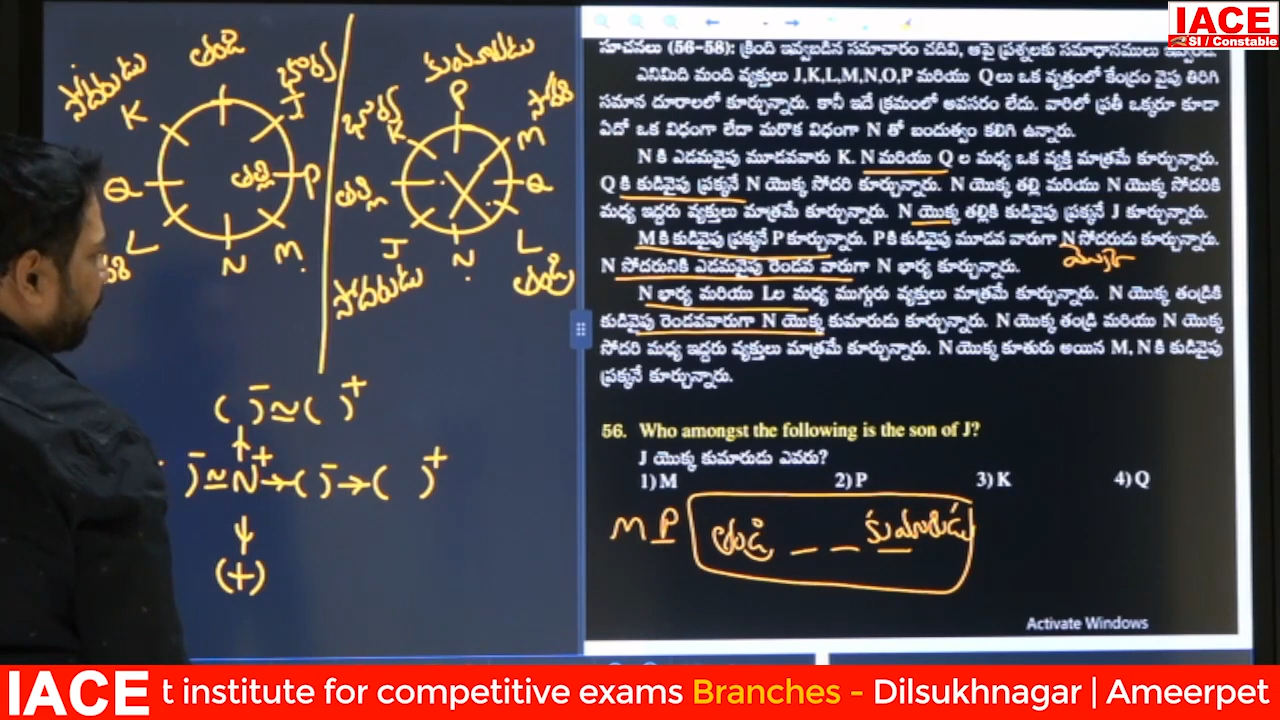 IACE
SI / Constable
సూచనలు (56-58): క్రింది ఇవ్వబడిన సమాచారం చదివి, ఆపై ప్రశ్నలకు సమాధానములు
ఎనిమిది మంది వ్యక్తులు J,K,L,M,N,O,P మరియు Q లు ఒక వృత్తంలో కేంద్రం వైపు తిరిగి
సమాన దూరాలలో కూర్చున్నారు. కానీ ఇదే క్రమంలో అవసరం లేదు. వారిలో ప్రతీ ఒక్కరూ కూడా
ఏదో ఒక విధంగా లేదా మరొక విధంగా N తో బంధుత్వం కలిగి ఉన్నారు.
N కి ఎడమవైపు మూడవవారు K. N మరియు Q ల మధ్య ఒక వ్యక్తి మాత్రమే కూర్చున్నారు.
Q కి కుడివైపు ప్రక్కనే N యొక్క సోదరి కూర్చున్నారు. N యొక్క తల్లి మరియు N యొక్క సోదరికి
మధ్య ఇద్దరు వ్యక్తులు మాత్రమే కూర్చున్నారు. N యొక్క తల్లికి కుడివైపు ప్రక్కనే J కూర్చున్నారు.
M కి కుడివైపు ప్రక్కనే P కూర్చున్నారు. P కి కుడివైపు మూడవ వారుగా N సోదరుడు కూర్చున్నారు.
N సోదరునికి ఎడమవైపు రెండవ వారుగా N భార్య కూర్చున్నారు.
N భార్య మరియు Lల మధ్య ముగ్గురు వ్యక్తులు మాత్రమే కూర్చున్నారు. N యొక్క తండ్రికి
కుడివైపు రెండవవారుగా N యొక్క కుమారుడు కూర్చున్నారు. N యొక్క తండ్రి మరియు N యొక్క
సోదరి మధ్య ఇద్దరు వ్యక్తులు మాత్రమే కూర్చున్నారు. N యొక్క కూతురు అయిన M, N కి కుడివైపు
ప్రక్కనే కూర్చున్నారు.
56. Who amongst the following is the son of J?
J యొక్క కుమారుడు ఎవరు?
1) M 2) P 3) K 4) Q
M P తండ్రి _ _ కుమారుడు
తండ్రి
సోదరుడు భార్య
K J
Q తల్లి P
L M
N
కుమారుడు
P సోదరి
భార్య K M
తల్లి Q
J L
N తండ్రి
సోదరుడు
( )- ≈ ( )+
)- ≈ N+ → ( )- → ( )+
(+)
Activate Windows
IACE t institute for competitive exams Branches - Dilsukhnagar | Ameerpet